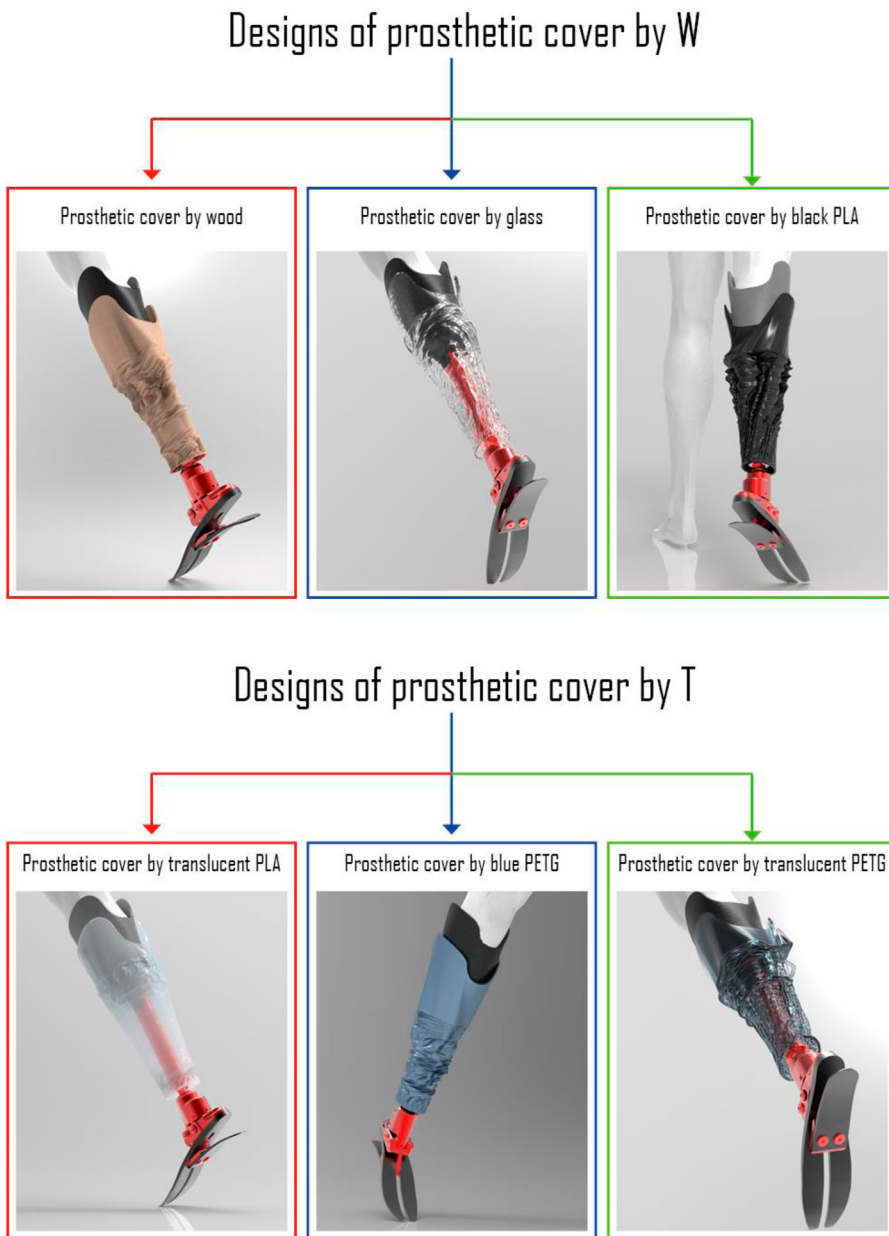 Designs of prosthetic cover by W
Prosthetic cover by wood
Prosthetic cover by glass
Prosthetic cover by black PLA
Designs of prosthetic cover by T
Prosthetic cover by translucent PLA
Prosthetic cover by blue PETG
Prosthetic cover by translucent PETG